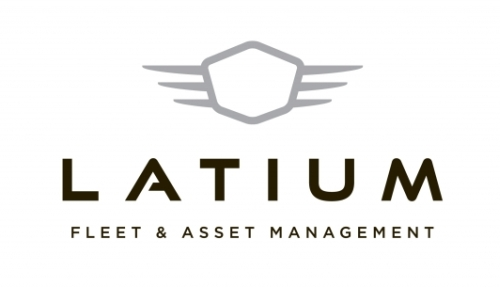 LATIUM
FLEET & ASSET MANAGEMENT